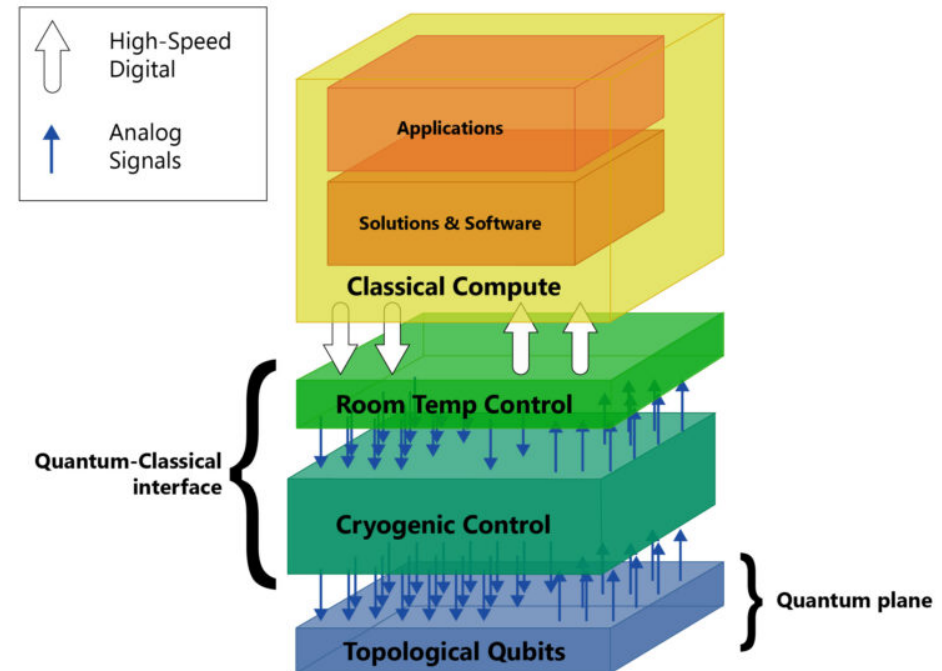 High-Speed
Digital
Analog
Signals
Applications
Solutions & Software
Classical Compute
Room Temp Control
Quantum-Classical
interface
Cryogenic Control
Quantum plane
Topological Qubits